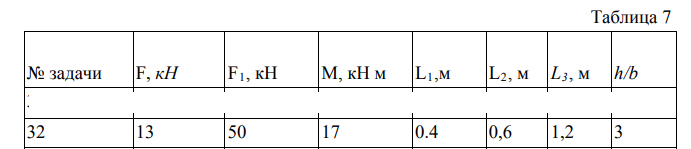 Таблица 7
№ задачи F, кН F₁, кН М, кН м L₁,м L₂, м L₃, м h/b
32 13 50 17 0.4 0,6 1,2 3